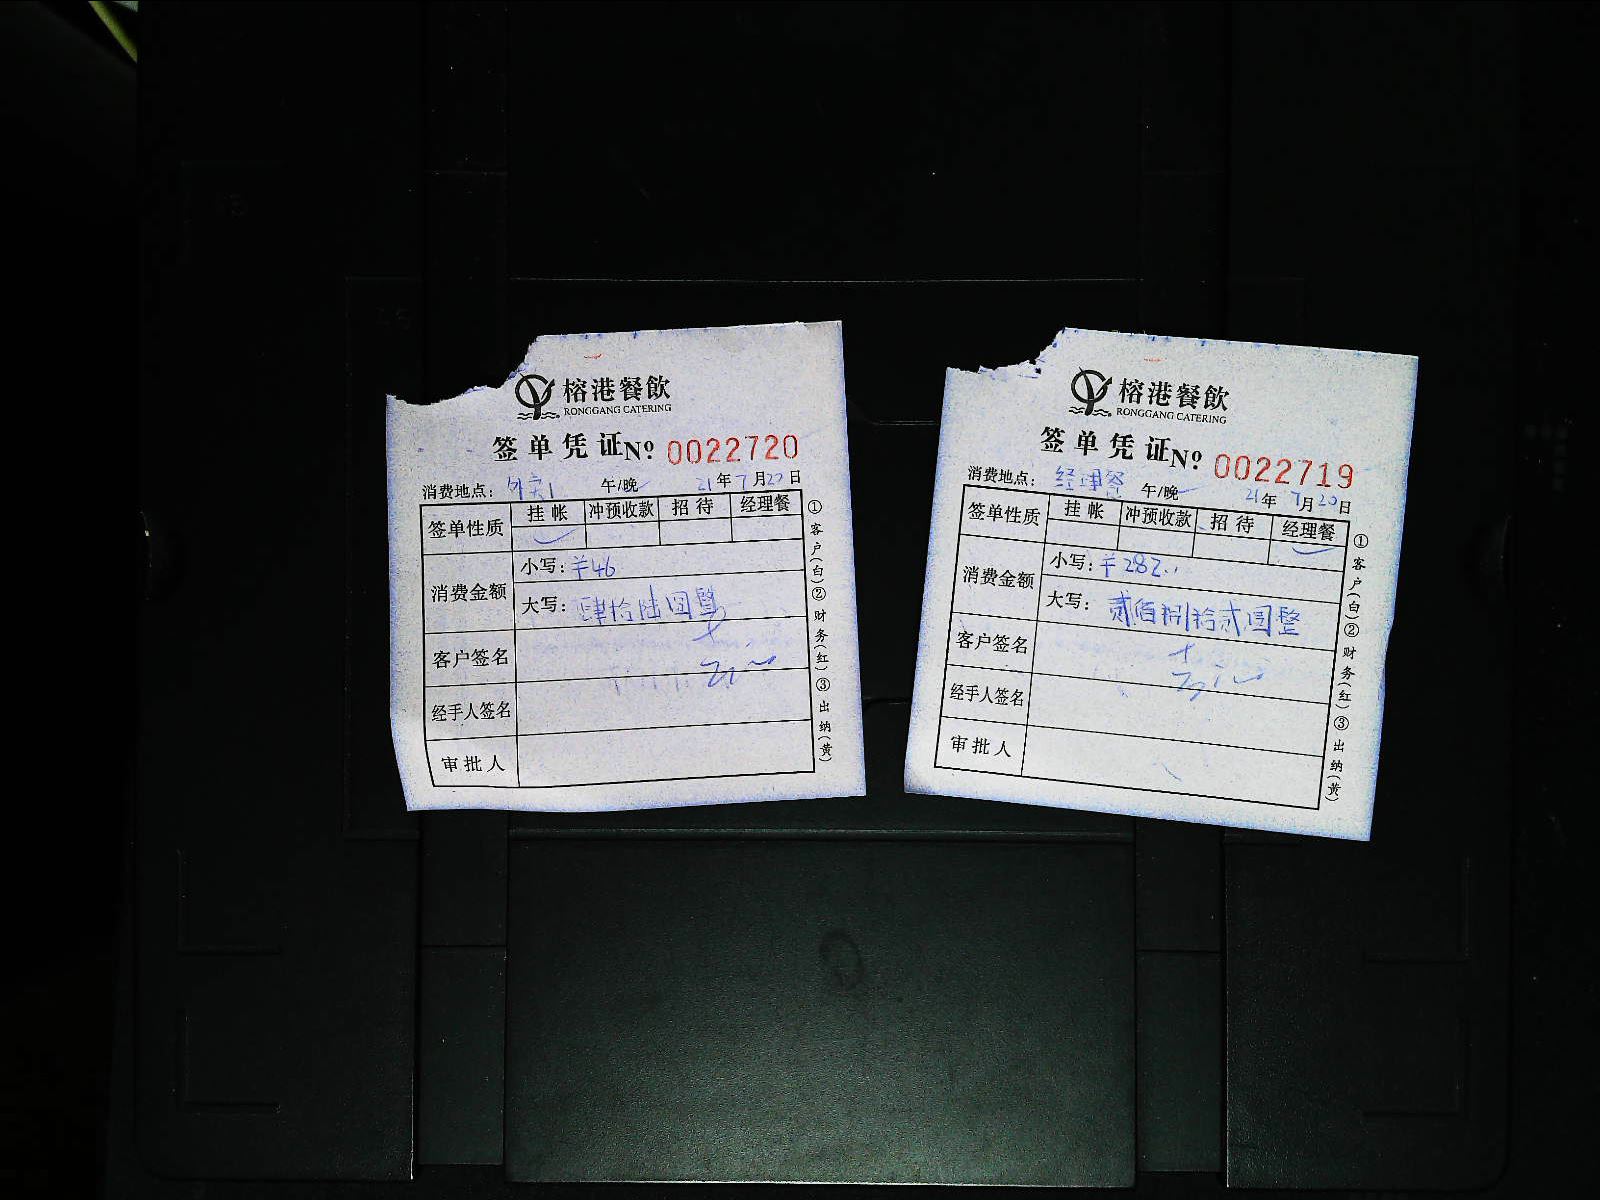 榕港餐飲
RONGGANG CATERING
签单凭证No 0022720
消费地点: 外卖1 午/晚 21年7月20日
签单性质 挂帐 冲预收款 招待 经理餐
消费金额
小写: ¥46
大写: 肆拾陆圆整
客户签名
经手人签名
审批人
①客户(白)②财务(红)③出纳(黄)
榕港餐飲
RONGGANG CATERING
签单凭证No 0022719
消费地点: 经理餐 午/晚 21年7月20日
签单性质 挂帐 冲预收款 招待 经理餐
消费金额
小写: ¥282..
大写: 贰佰捌拾贰圆整
客户签名
经手人签名
审批人
①客户(白)②财务(红)③出纳(黄)